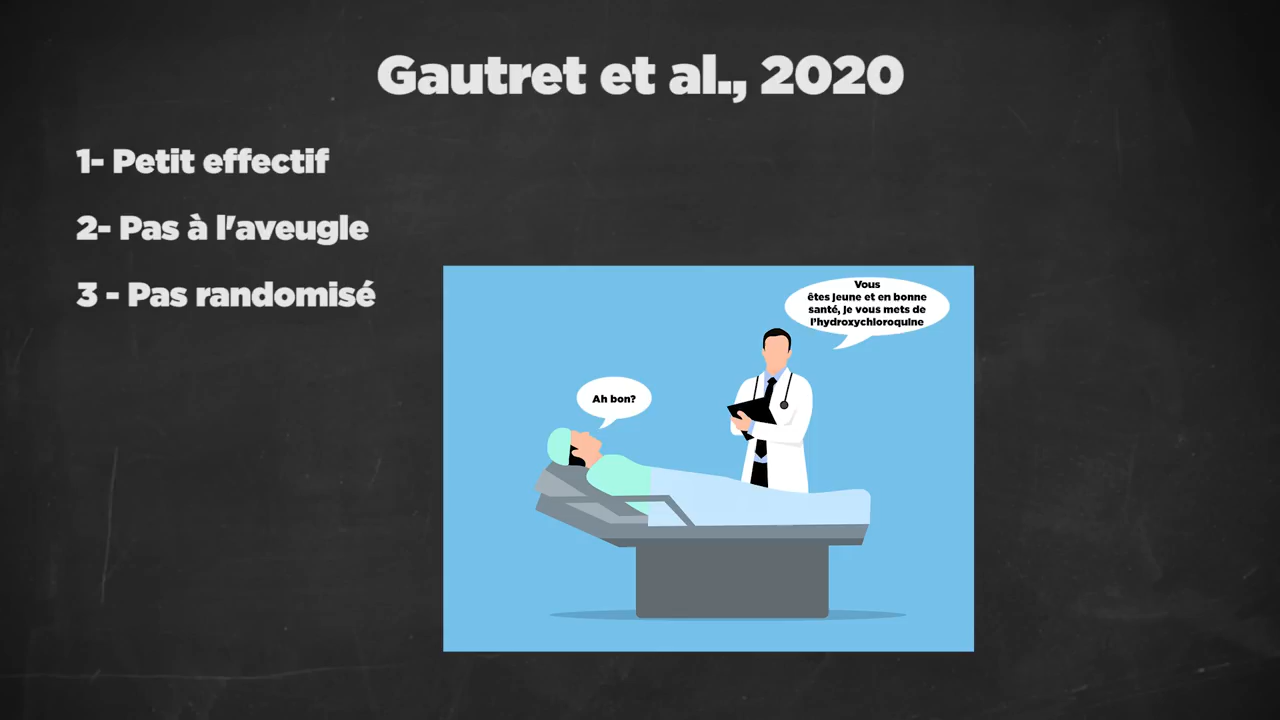 Gautret et al., 2020
1- Petit effectif
2- Pas à l'aveugle
3 - Pas randomisé
Vous
êtes jeune et en bonne
santé, je vous mets de
l'hydroxychloroquine
Ah bon?